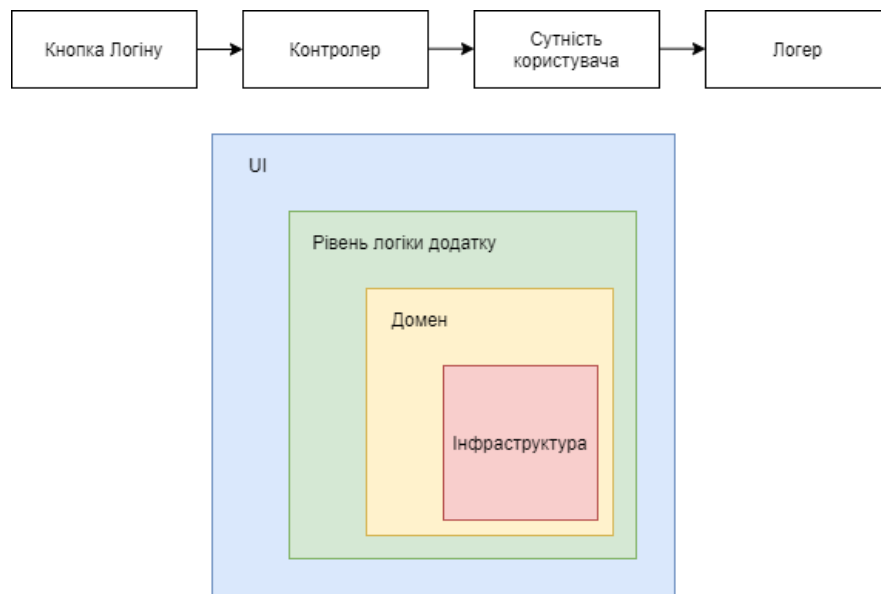 Кнопка Логіну
Контролер
Сутність
користувача
Логер
UI
Рівень логіки додатку
Домен
Інфраструктура